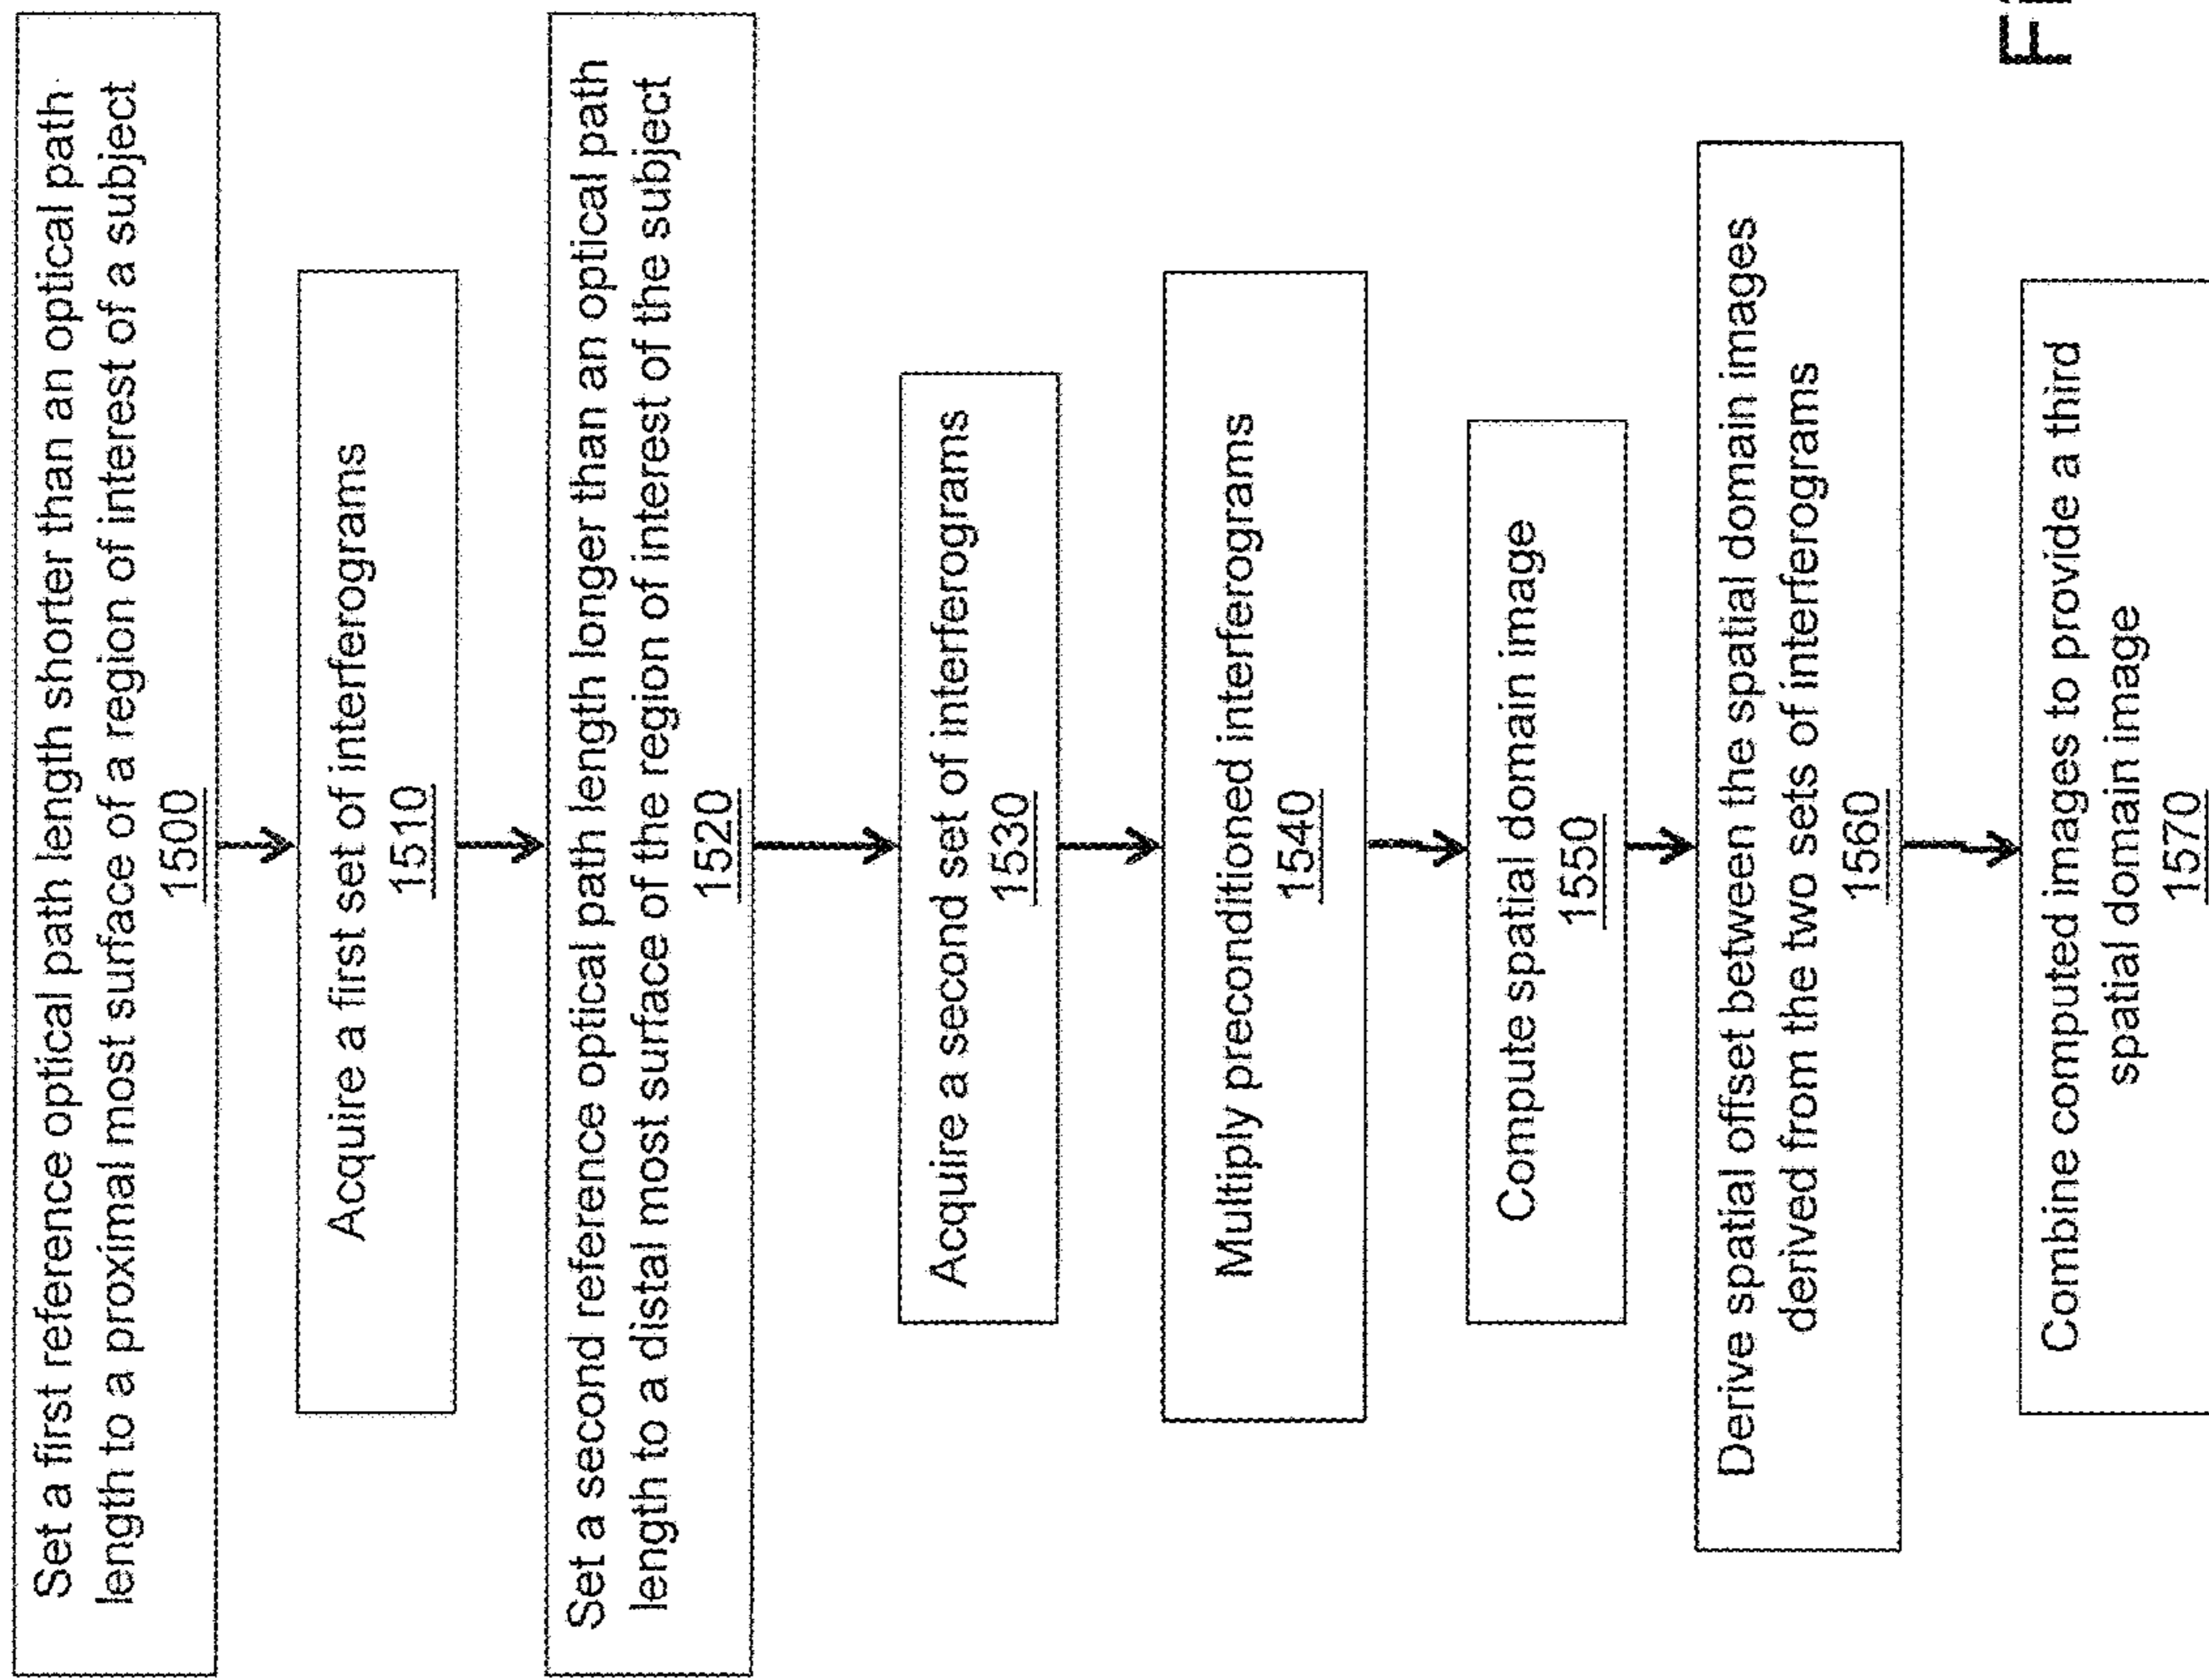 Set a first reference optical path length shorter than an optical path
length to a proximal most surface of a region of interest of a subject
1500
Acquire a first set of interferograms
1510
Set a second reference optical path length longer than an optical path
length to a distal most surface of the region of interest of the subject
1520
Acquire a second set of interferograms
1530
Multiply preconditioned interferograms
1540
Compute spatial domain image
1550
Derive spatial offset between the spatial domain images
derived from the two sets of interferograms
1560
Combine computed images to provide a third
spatial domain image
1570